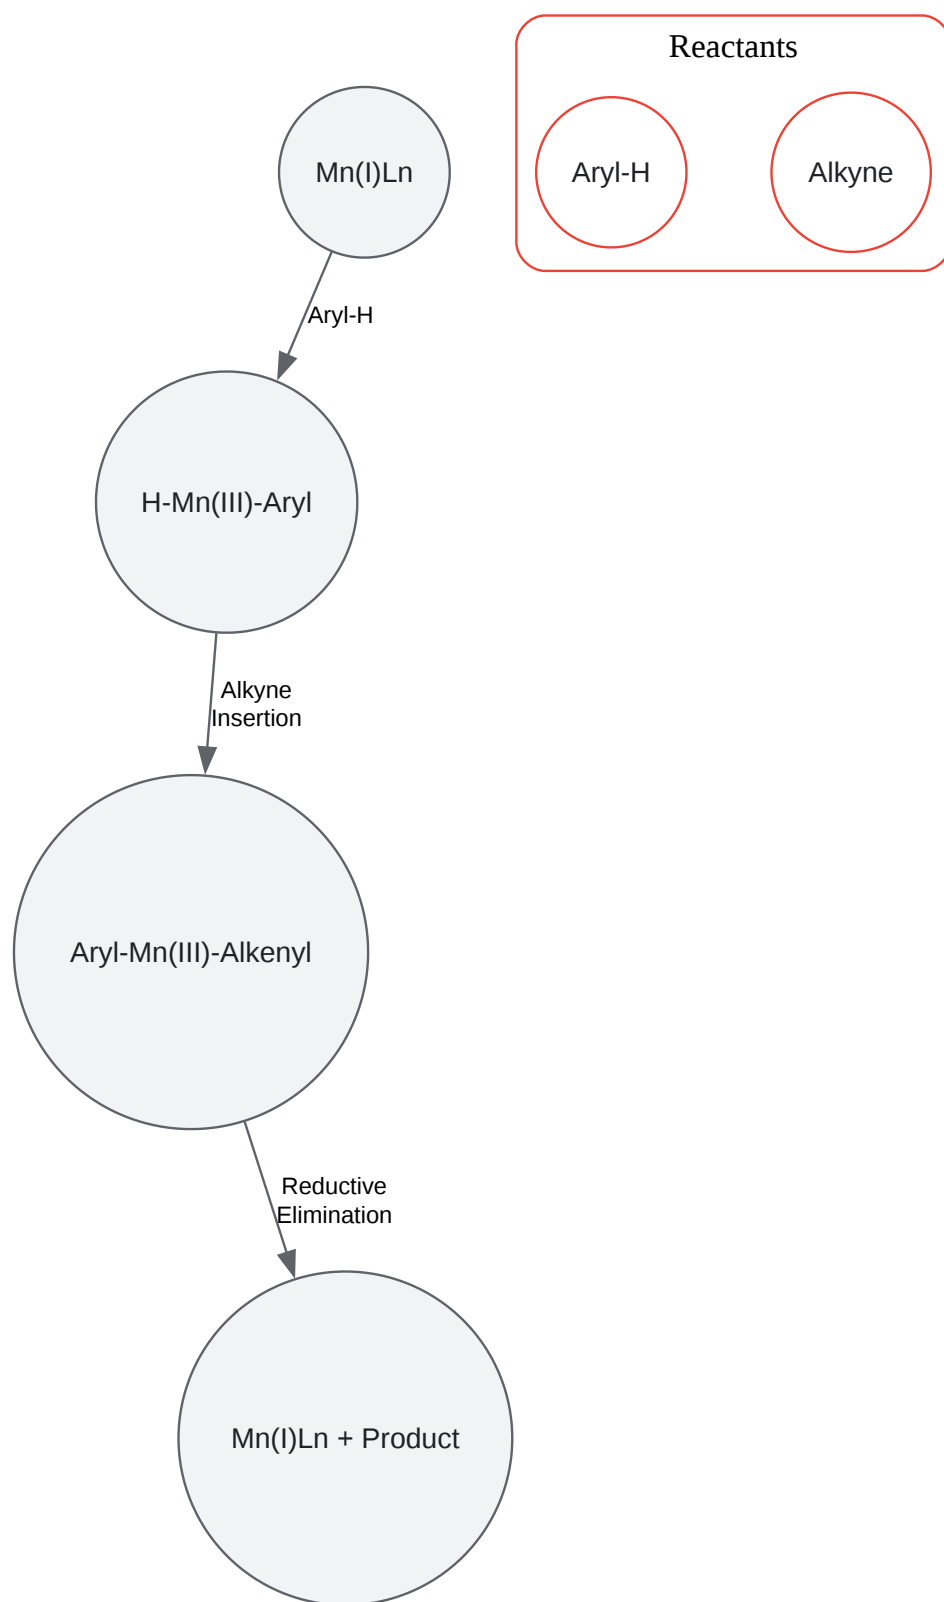 Reactants
Mn(I)Ln
Aryl-H
Alkyne
Aryl-H
H-Mn(III)-Aryl
Alkyne
Insertion
Aryl-Mn(III)-Alkenyl
Reductive
Elimination
Mn(I)Ln + Product